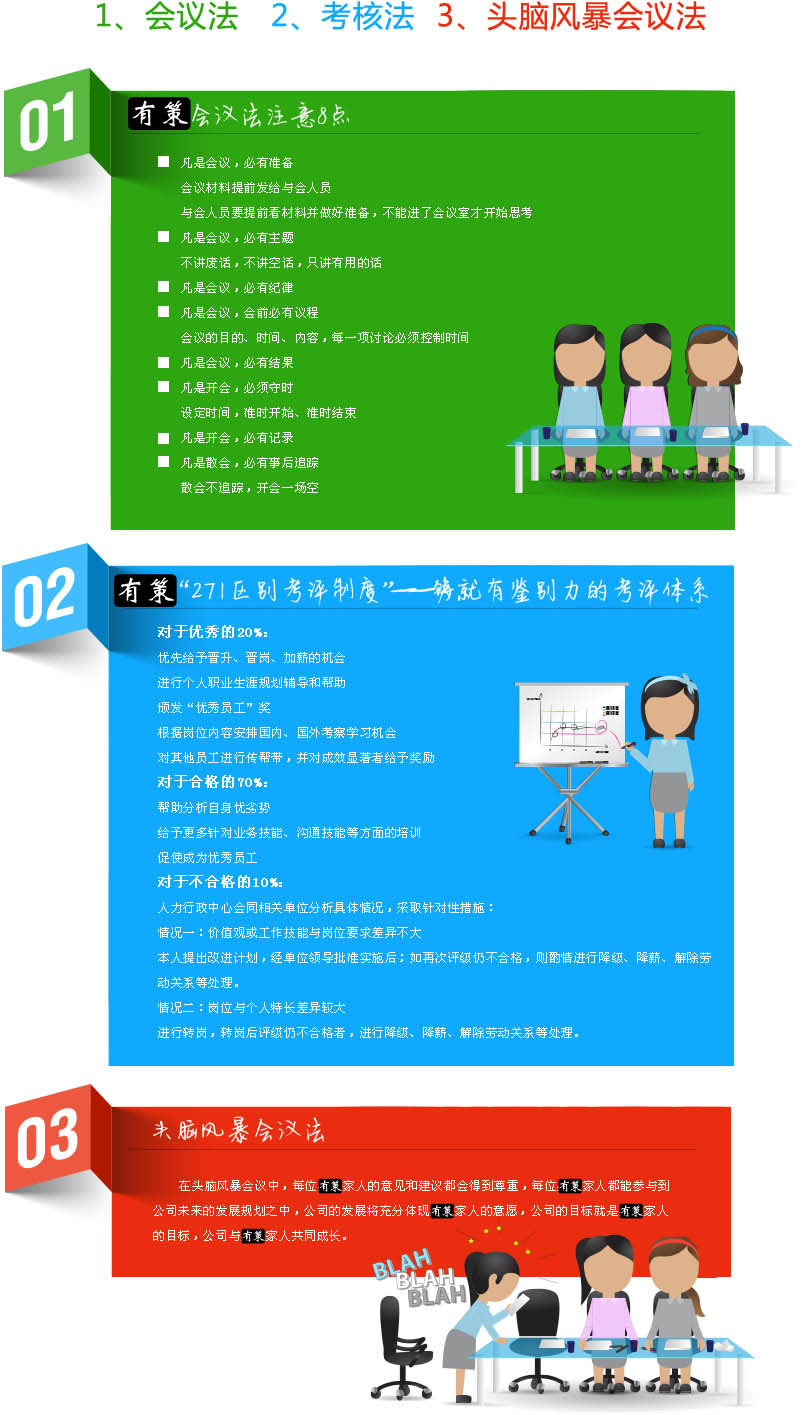 1、会议法 2、考核法 3、头脑风暴会议法
01
有策会议法注意8点
凡是会议，必有准备
会议材料提前发给与会人员
与会人员要提前看材料并做好准备，不能进了会议室才开始思考
凡是会议，必有主题
不讲废话，不讲空话，只讲有用的话
凡是会议，必有纪律
凡是会议，会前必有议程
会议的目的、时间、内容，每一项讨论必须控制时间
凡是会议，必有结果
凡是开会，必须守时
设定时间，准时开始、准时结束
凡是开会，必有记录
凡是散会，必有事后追踪
散会不追踪，开会一场空
02
有策“271区别考评制度”——铸就有鉴别力的考评体系
对于优秀的20%：
优先给予晋升、晋岗、加薪的机会
进行个人职业生涯规划辅导和帮助
颁发“优秀员工”奖
根据岗位内容安排国内、国外考察学习机会
对其他员工进行传帮带，并对成效显著者给予奖励
对于合格的70%：
帮助分析自身优劣势
给予更多针对业务技能、沟通技能等方面的培训
促使成为优秀员工
对于不合格的10%：
人力行政中心会同相关单位分析具体情况，采取针对性措施：
情况一：价值观或工作技能与岗位要求差异不大
本人提出改进计划，经单位领导批准实施后；如再次评级仍不合格，则酌情进行降级、降薪、解除劳
动关系等处理。
情况二：岗位与个人特长差异较大
进行转岗，转岗后评级仍不合格者，进行降级、降薪、解除劳动关系等处理。
03
头脑风暴会议法
在头脑风暴会议中，每位有策家人的意见和建议都会得到尊重，每位有策家人都能参与到
公司未来的发展规划之中，公司的发展将充分体现有策家人的意愿，公司的目标就是有策家人
的目标，公司与有策家人共同成长。
BLAH
BLAH
BLAH